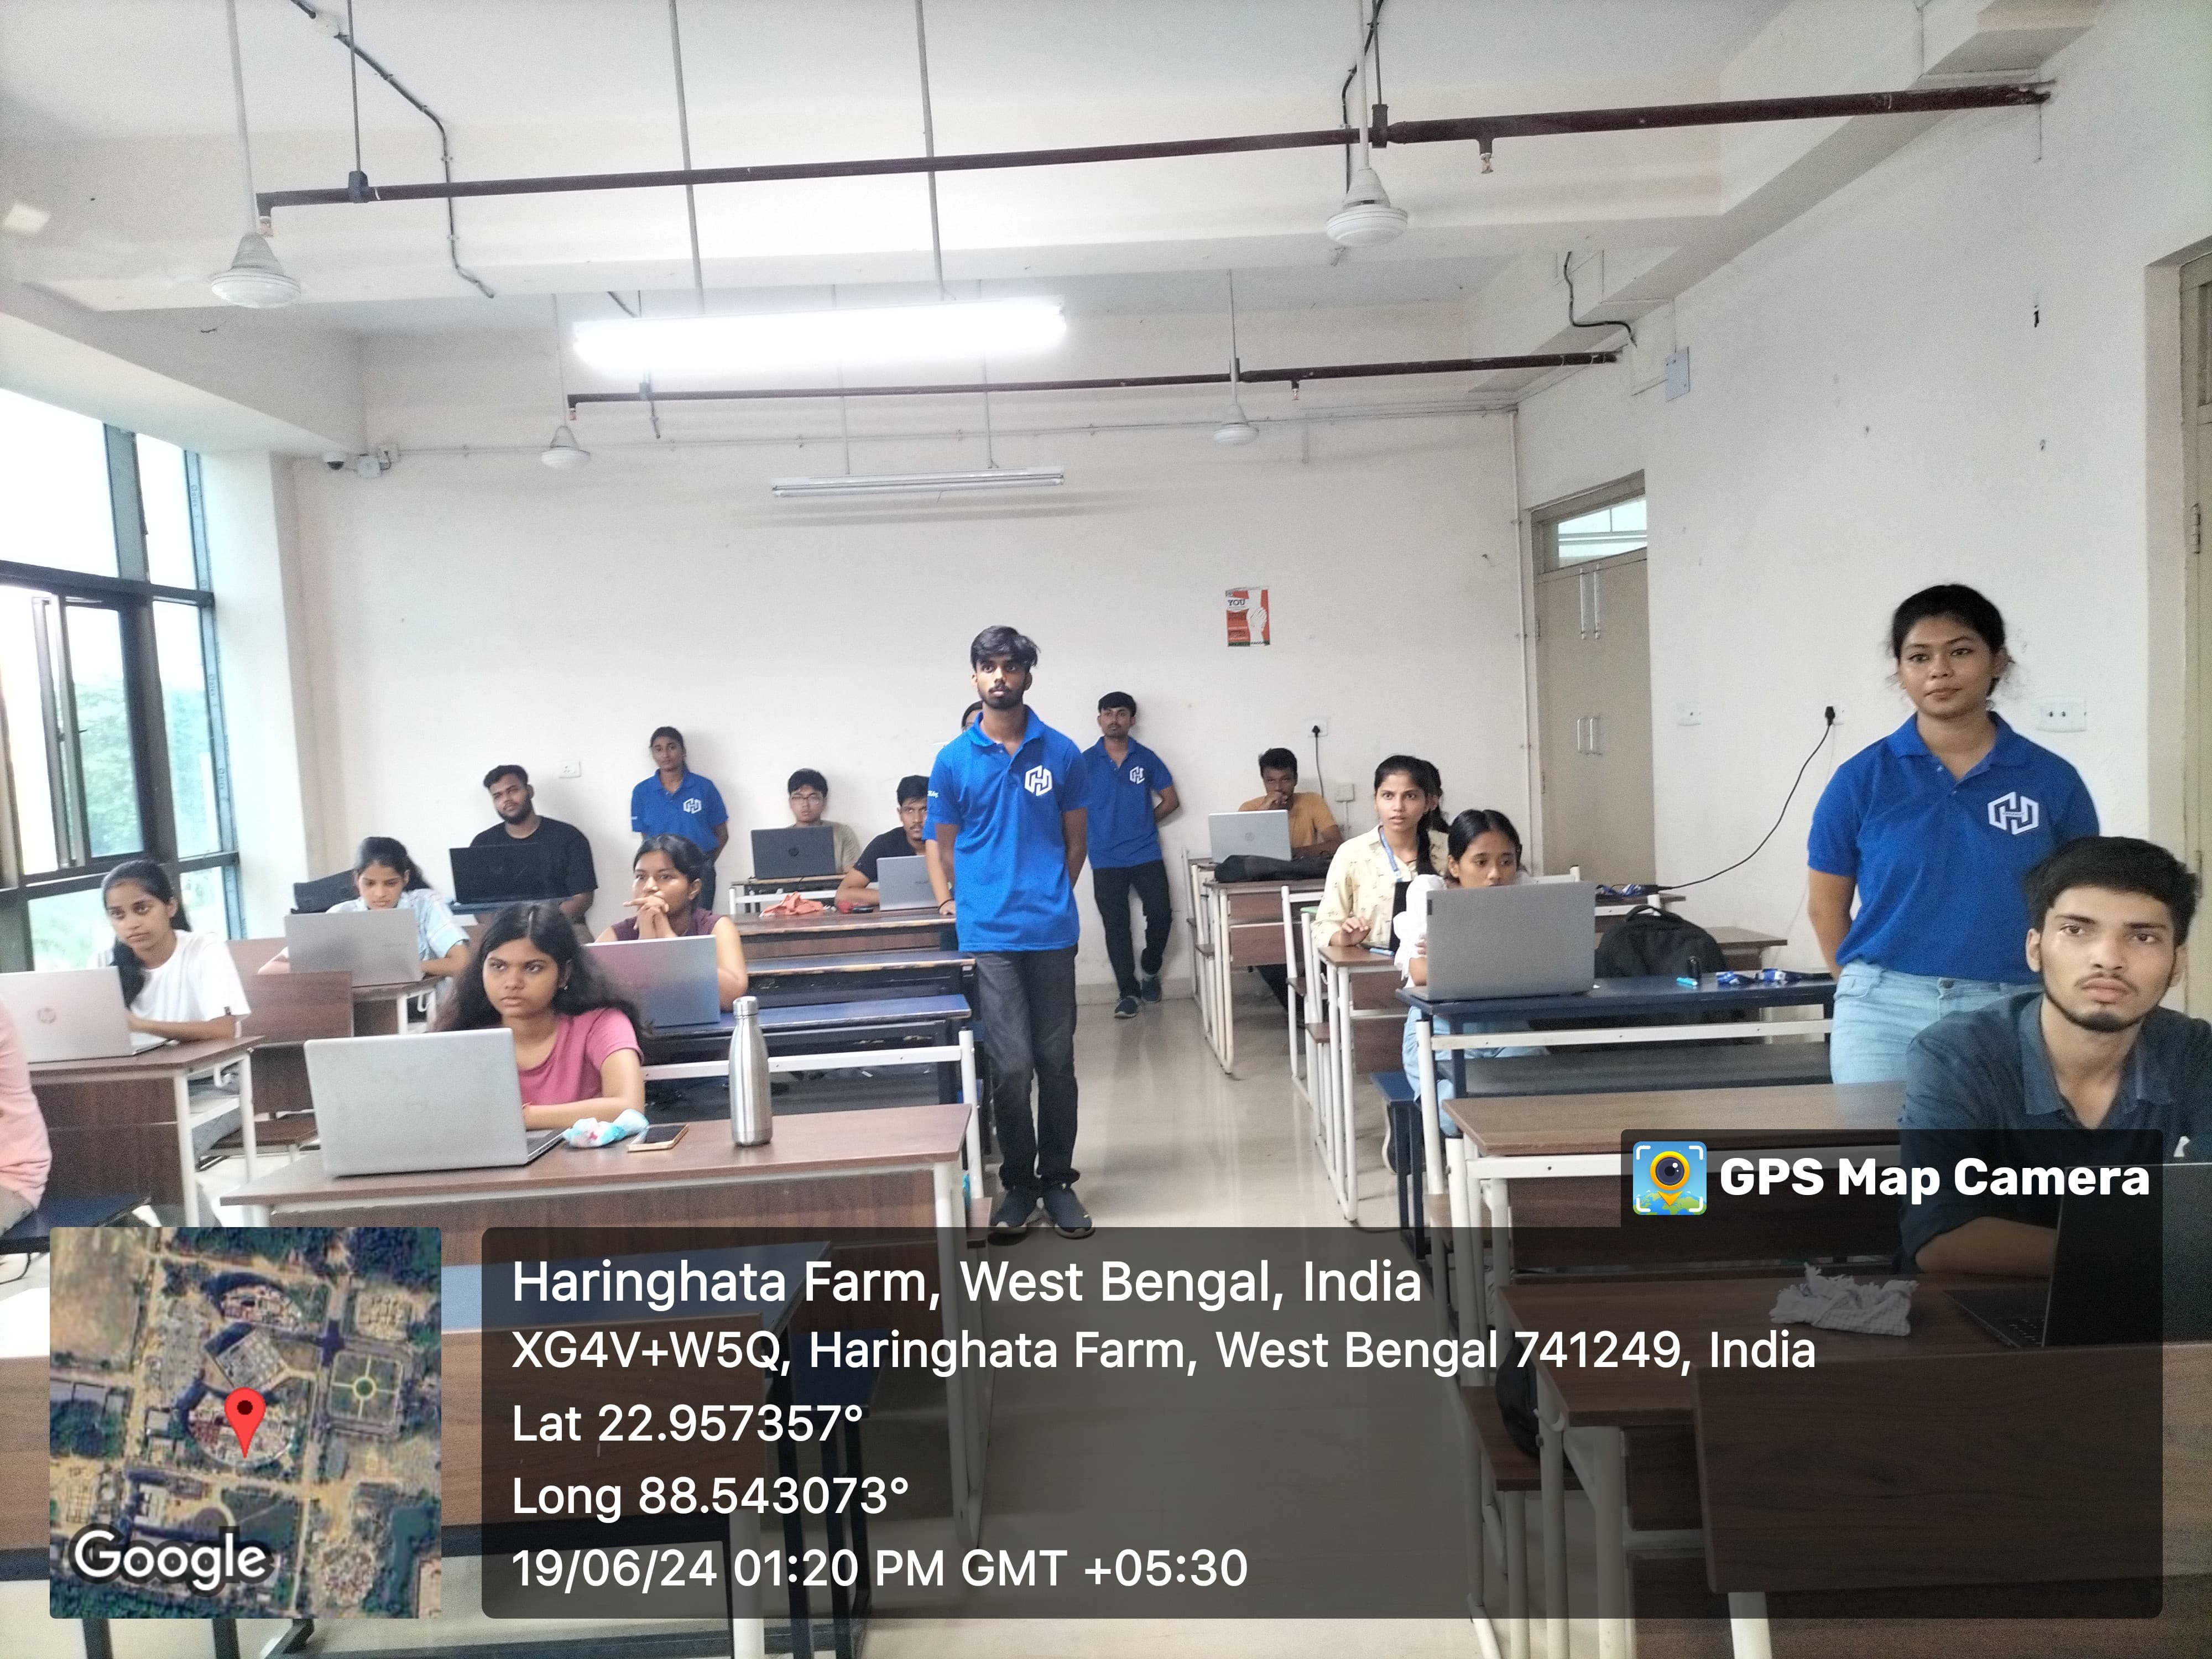 YOU
GPS Map Camera
Haringhata Farm, West Bengal, India
XG4V+W5Q, Haringhata Farm, West Bengal 741249, India
Lat 22.957357°
Long 88.543073°
19/06/24 01:20 PM GMT +05:30
Google